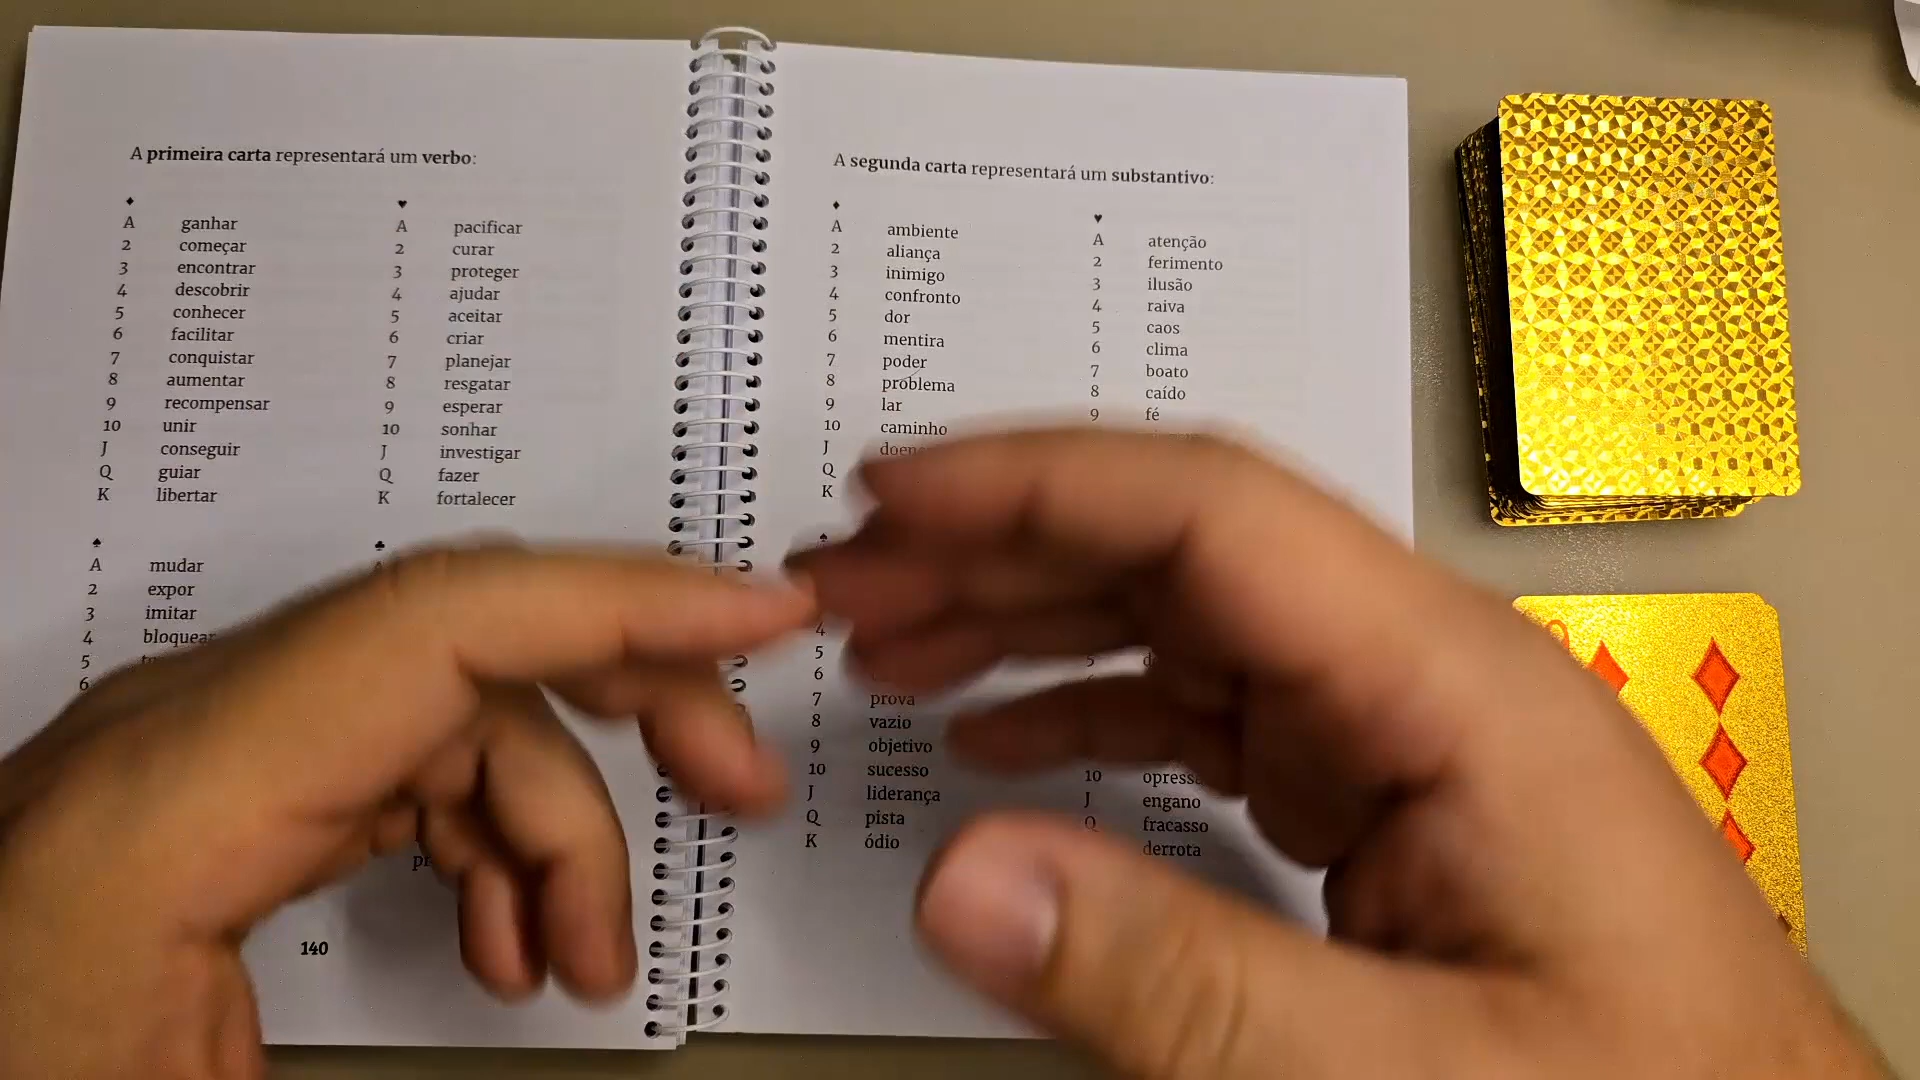 A primeira carta representará um verbo:
♦
A ganhar
2 começar
3 encontrar
4 descobrir
5 conhecer
6 facilitar
7 conquistar
8 aumentar
9 recompensar
10 unir
J conseguir
Q guiar
K libertar
♥
A pacificar
2 curar
3 proteger
4 ajudar
5 aceitar
6 criar
7 planejar
8 resgatar
9 esperar
10 sonhar
J investigar
Q fazer
K fortalecer
♠
A mudar
2 expor
3 imitar
4 bloquear
5
6
♣
140
A segunda carta representará um substantivo:
♦
A ambiente
2 aliança
3 inimigo
4 confronto
5 dor
6 mentira
7 poder
8 problema
9 lar
10 caminho
J
Q
K
♥
A atenção
2 ferimento
3 ilusão
4 raiva
5 caos
6 clima
7 boato
8 caído
9 fé
♠
4
5
6
7 prova
8 vazio
9 objetivo
10 sucesso
J liderança
Q pista
K ódio
5
10
J engano
Q fracasso
derrota